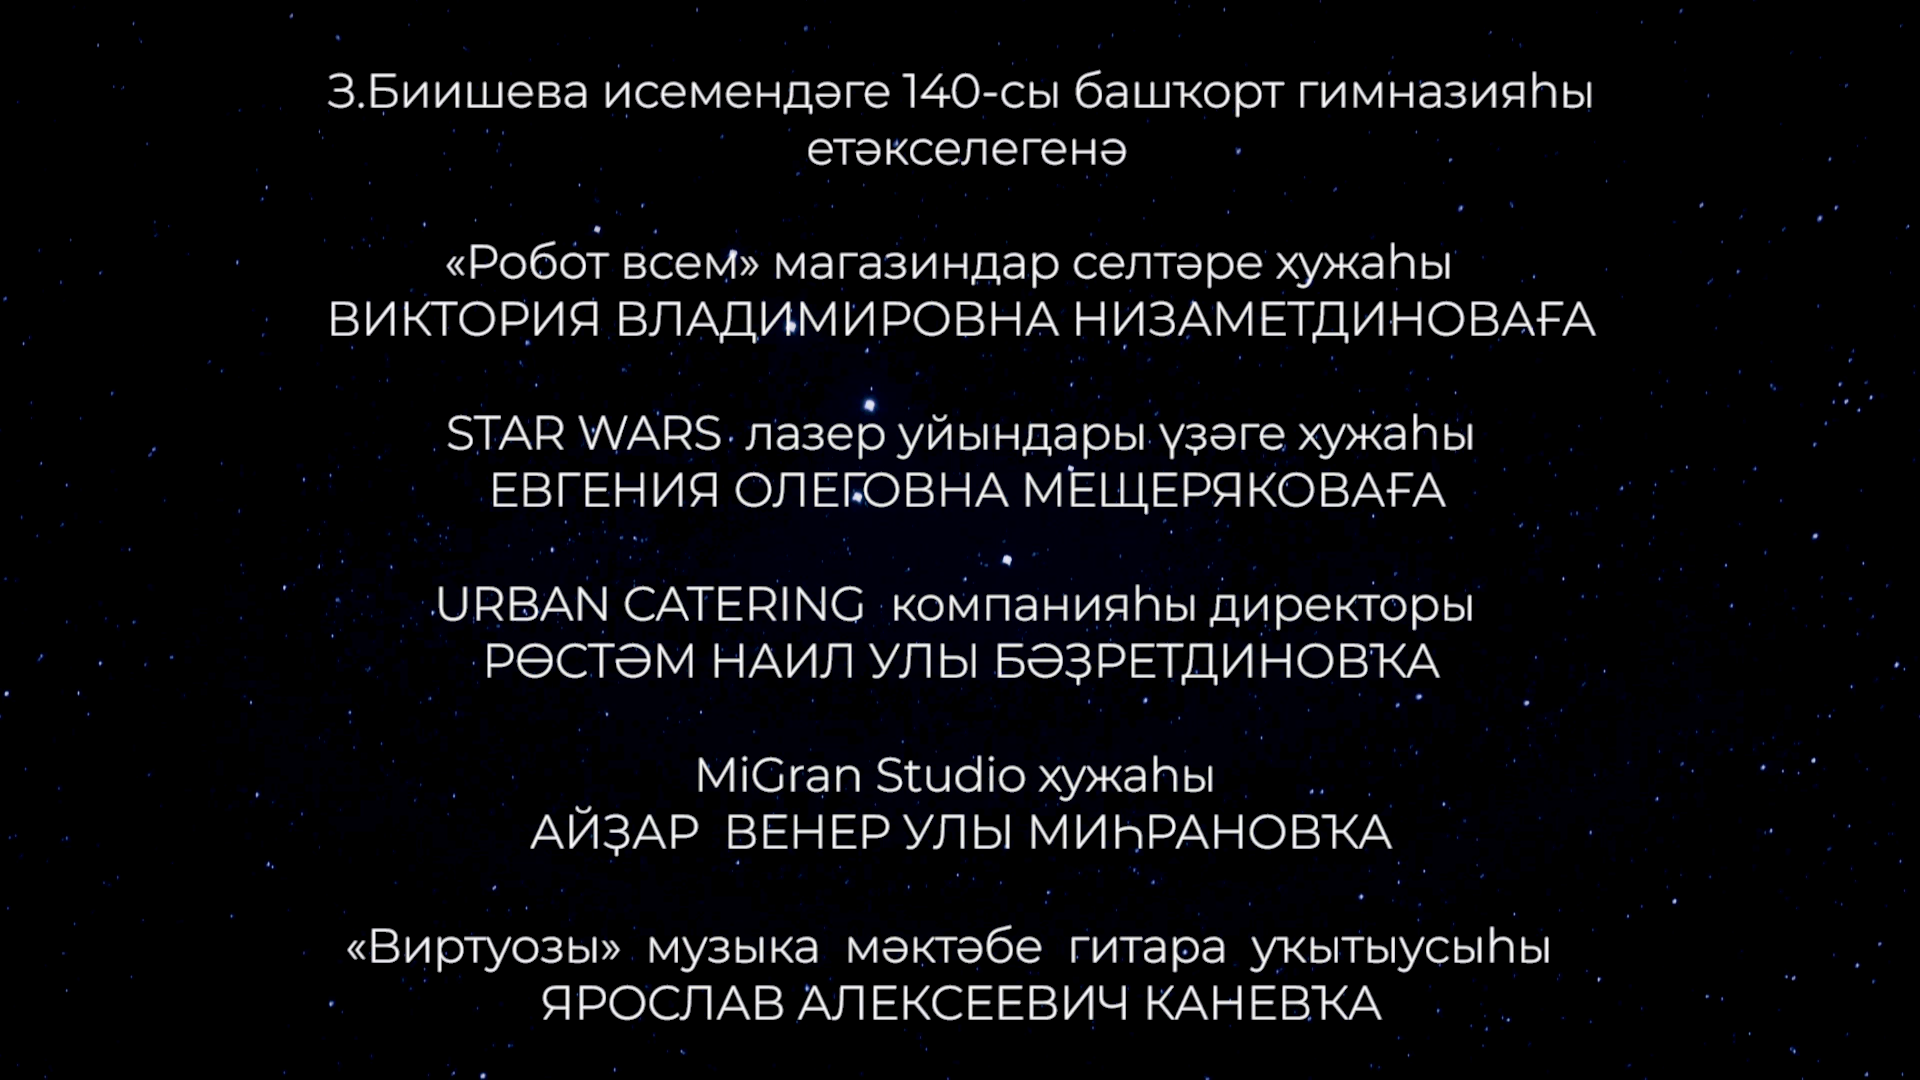 З.Биишева исемендәге 140-сы башҡорт гимназияһы
етәкселегенә
«Робот всем» магазиндар селтәре хужаһы
ВИКТОРИЯ ВЛАДИМИРОВНА НИЗАМЕТДИНОВАҒА
STAR WARS лазер уйындары үҙәге хужаһы
ЕВГЕНИЯ ОЛЕГОВНА МЕЩЕРЯКОВАҒА
URBAN CATERING компанияһы директоры
РӨСТӘМ НАИЛ УЛЫ БӘҘРЕТДИНОВҠА
MiGran Studio хужаһы
АЙҘАР ВЕНЕР УЛЫ МИҺРАНОВҠА
«Виртуозы» музыка мәктәбе гитара уҡытыусыһы
ЯРОСЛАВ АЛЕКСЕЕВИЧ КАНЕВҠА